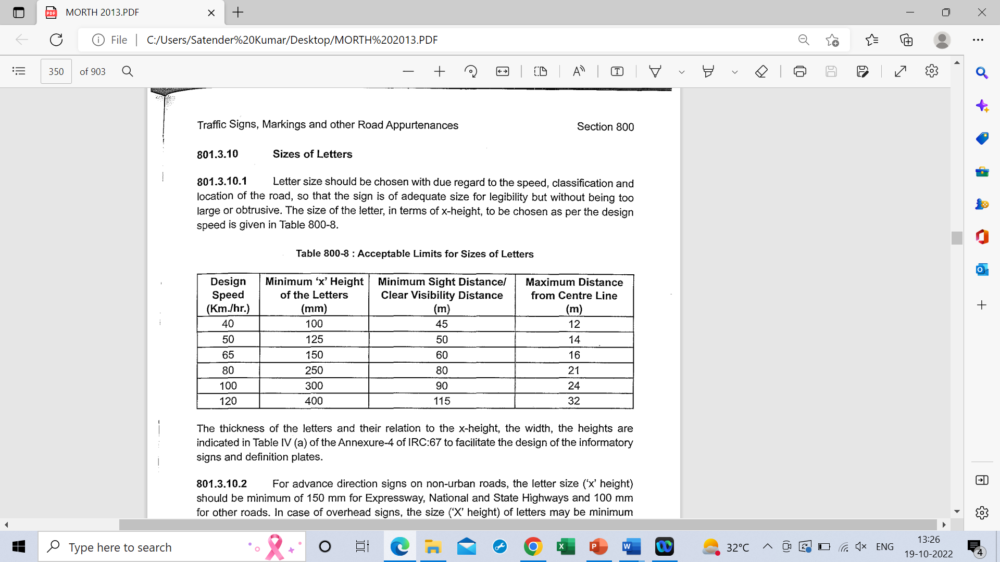 MORTH 2013.PDF
File
C:/Users/Satender%20Kumar/Desktop/MORTH%202013.PDF
350 of 903
Traffic Signs, Markings and other Road Appurtenances Section 800
801.3.10 Sizes of Letters
801.3.10.1 Letter size should be chosen with due regard to the speed, classification and
location of the road, so that the sign is of adequate size for legibility but without being too
large or obtrusive. The size of the letter, in terms of x-height, to be chosen as per the design
speed is given in Table 800-8.
Table 800-8 : Acceptable Limits for Sizes of Letters
Design Speed (Km./hr.) Minimum ‘x’ Height of the Letters (mm) Minimum Sight Distance/ Clear Visibility Distance (m) Maximum Distance from Centre Line (m)
40 100 45 12
50 125 50 14
65 150 60 16
80 250 80 21
100 300 90 24
120 400 115 32
The thickness of the letters and their relation to the x-height, the width, the heights are
indicated in Table IV (a) of the Annexure-4 of IRC:67 to facilitate the design of the informatory
signs and definition plates.
801.3.10.2 For advance direction signs on non-urban roads, the letter size (‘x’ height)
should be minimum of 150 mm for Expressway, National and State Highways and 100 mm
for other roads. In case of overhead signs, the size (‘X’ height) of letters may be minimum
Type here to search
32°C
ENG
13:26
19-10-2022
4